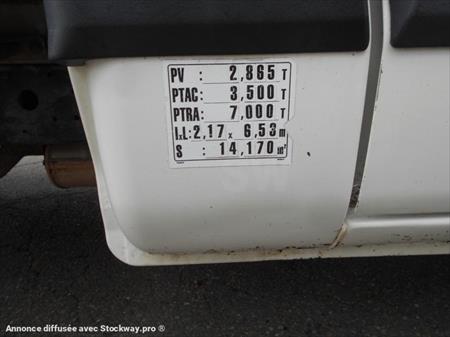 PV : 2,865 T
PTAC : 3,500 T
PTRA : 7,000 T
l.L: 2,17 x 6,53 m
S : 14,170 m²
SW
Annonce diffusée avec Stockway.pro ®